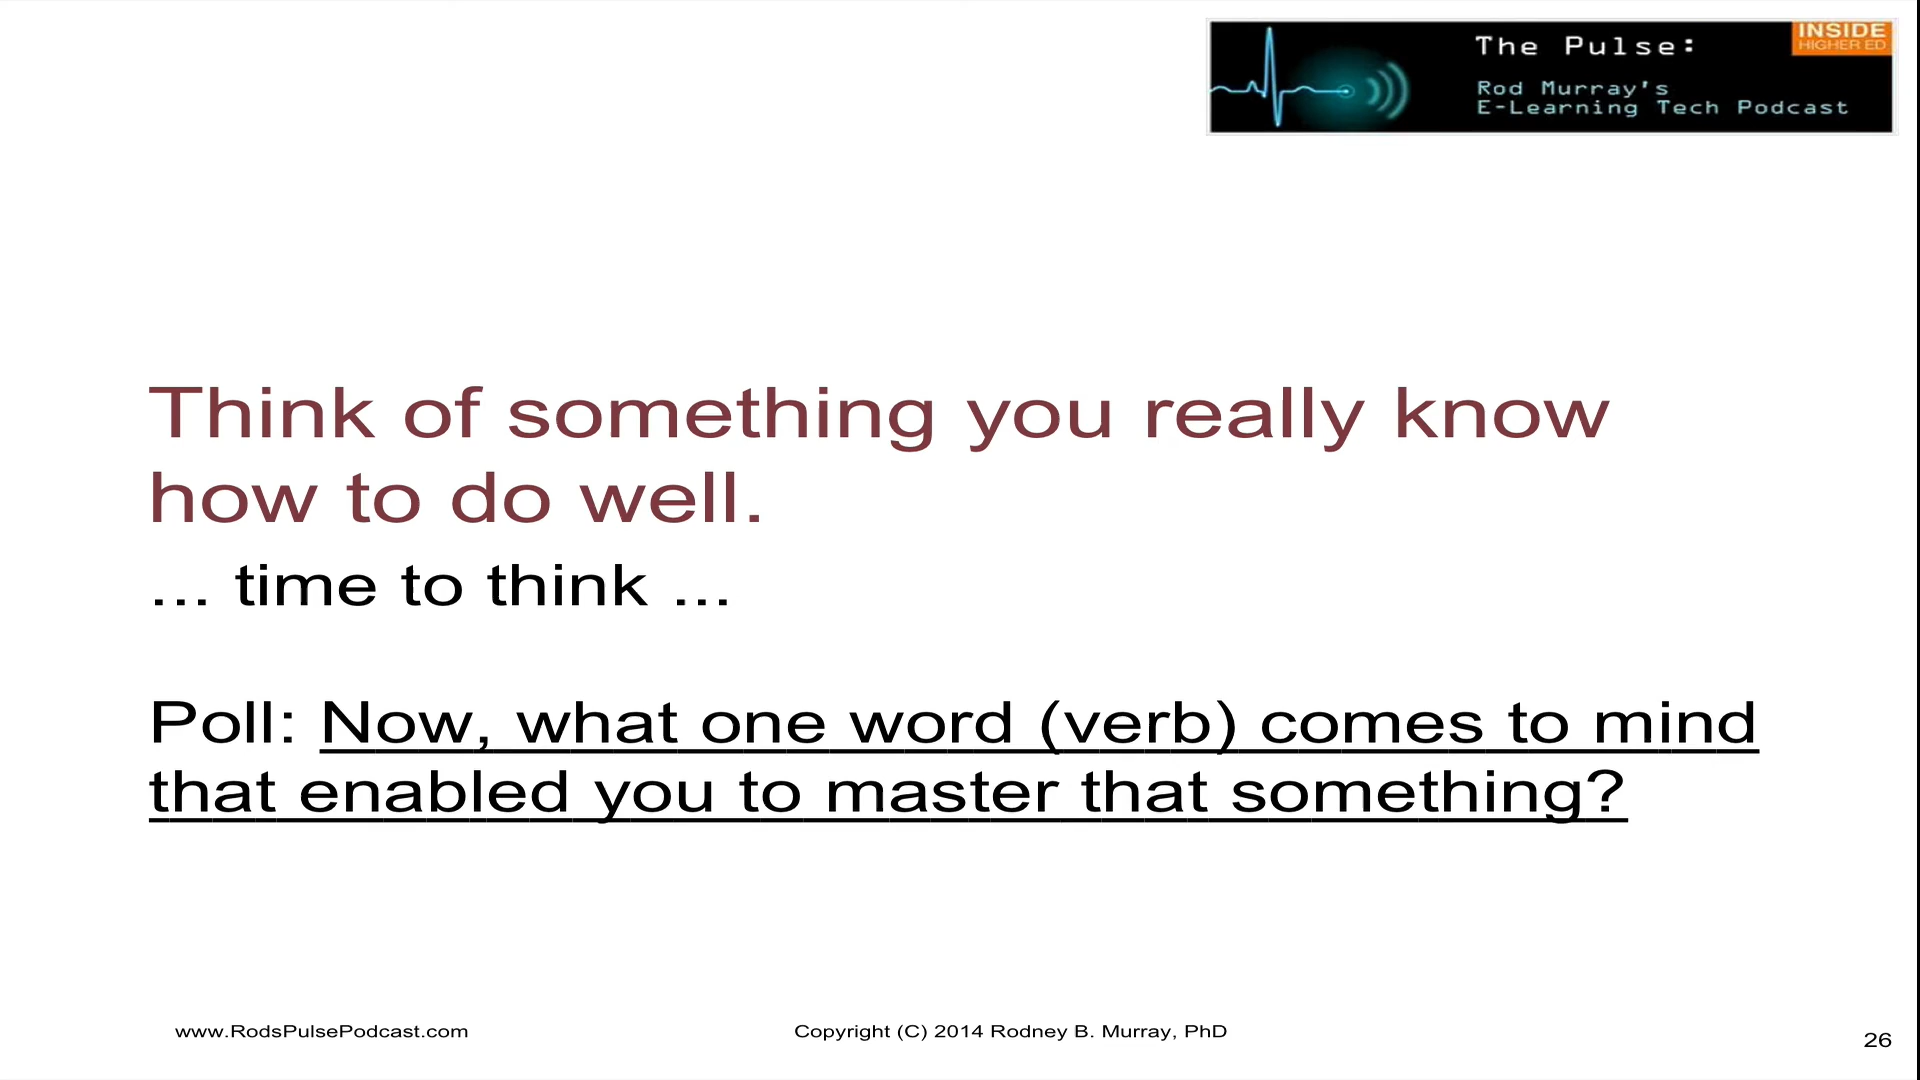 The Pulse:
INSIDE
HIGHER ED
Rod Murray's
E-Learning Tech Podcast
Think of something you really know
how to do well.
... time to think ...
Poll: Now, what one word (verb) comes to mind
that enabled you to master that something?
www.RodsPulsePodcast.com
Copyright (C) 2014 Rodney B. Murray, PhD
26